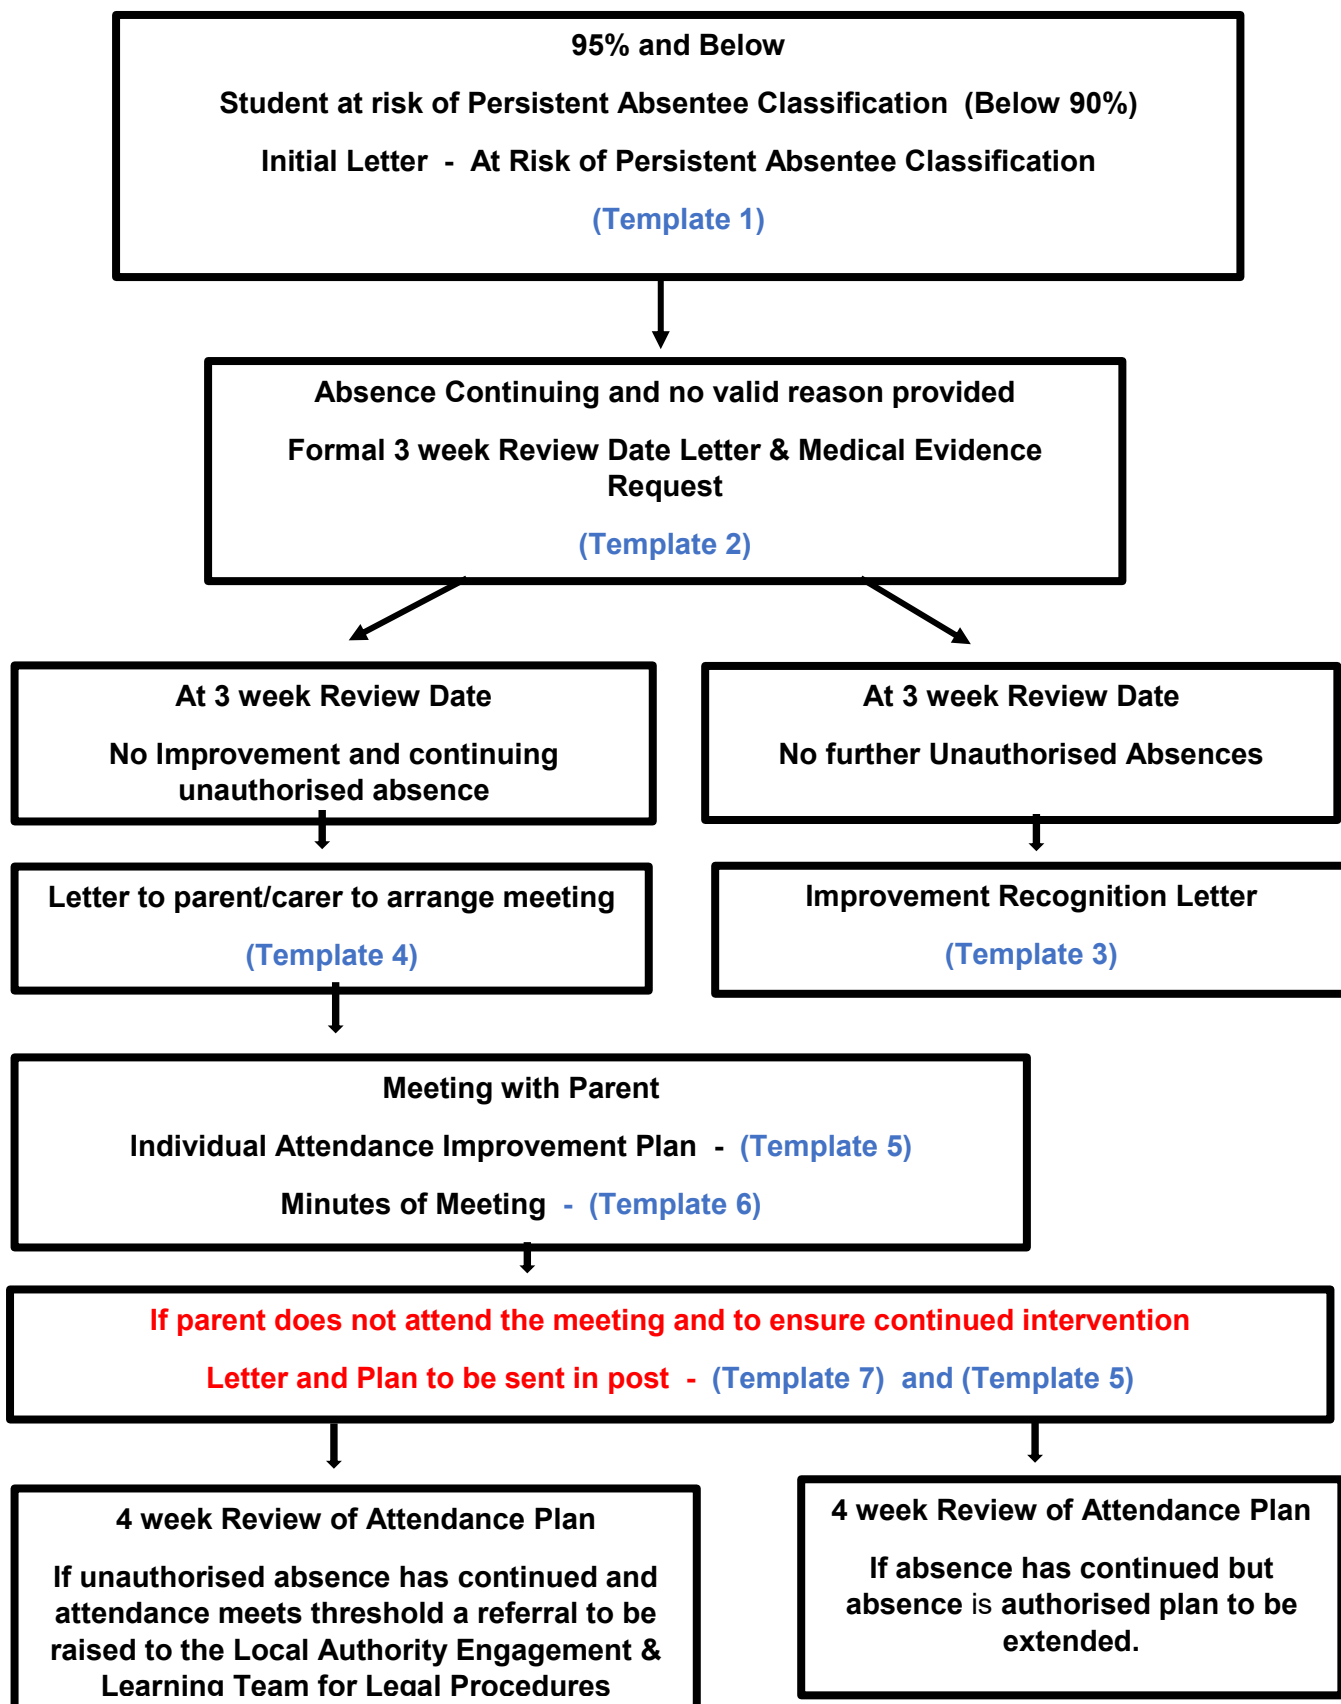 95% and Below
Student at risk of Persistent Absentee Classification (Below 90%)
Initial Letter - At Risk of Persistent Absentee Classification
(Template 1)
Absence Continuing and no valid reason provided
Formal 3 week Review Date Letter & Medical Evidence
Request
(Template 2)
At 3 week Review Date
No Improvement and continuing
unauthorised absence
At 3 week Review Date
No further Unauthorised Absences
Letter to parent/carer to arrange meeting
(Template 4)
Improvement Recognition Letter
(Template 3)
Meeting with Parent
Individual Attendance Improvement Plan - (Template 5)
Minutes of Meeting - (Template 6)
If parent does not attend the meeting and to ensure continued intervention
Letter and Plan to be sent in post - (Template 7) and (Template 5)
4 week Review of Attendance Plan
If unauthorised absence has continued and
attendance meets threshold a referral to be
raised to the Local Authority Engagement &
Learning Team for Legal Procedures
4 week Review of Attendance Plan
If absence has continued but
absence is authorised plan to be
extended.